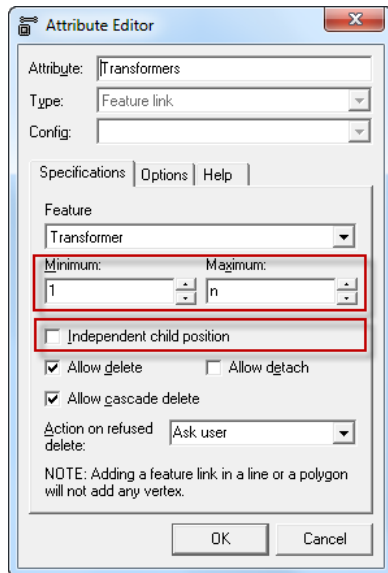 Attribute Editor
Attribute: Transformers
Type: Feature link
Config:
Specifications Options Help
Feature
Transformer
Minimum: Maximum:
1 n
Independent child position
Allow delete Allow detach
Allow cascade delete
Action on refused delete: Ask user
NOTE: Adding a feature link in a line or a polygon
will not add any vertex.
OK Cancel